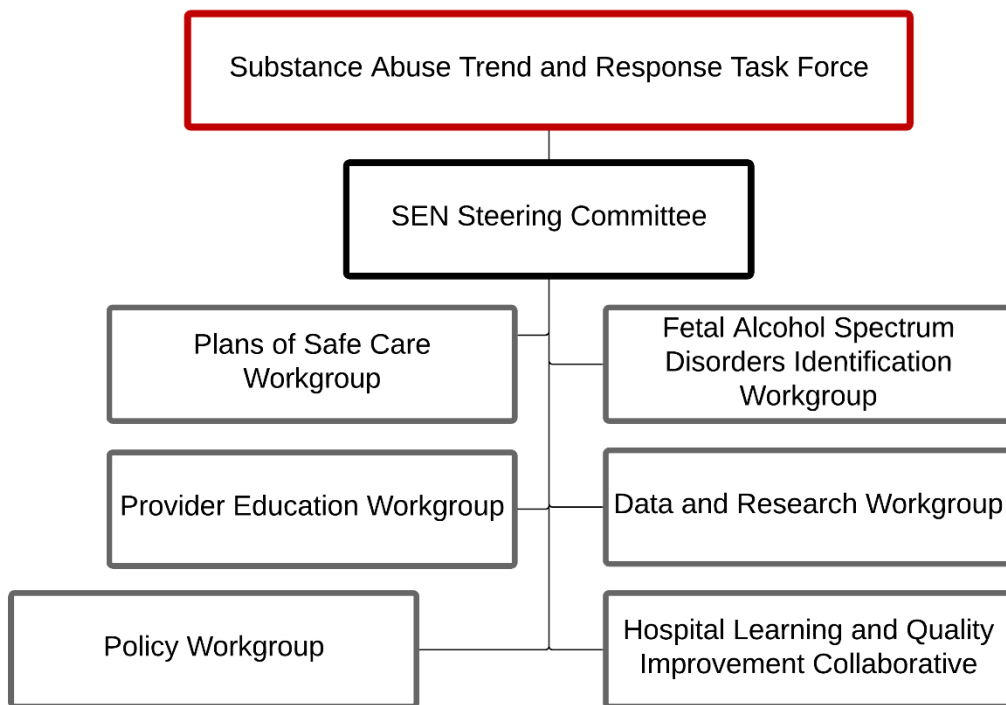 Substance Abuse Trend and Response Task Force
SEN Steering Committee
Plans of Safe Care
Workgroup
Fetal Alcohol Spectrum
Disorders Identification
Workgroup
Provider Education Workgroup
Data and Research Workgroup
Policy Workgroup
Hospital Learning and Quality
Improvement Collaborative